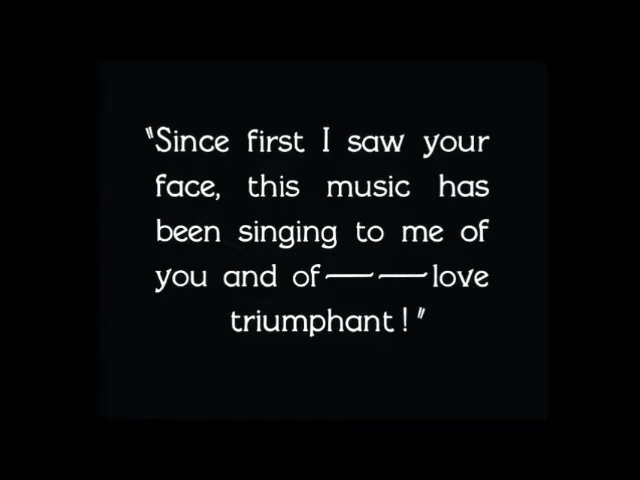 "Since first I saw your
face, this music has
been singing to me of
you and of — — love
triumphant!"